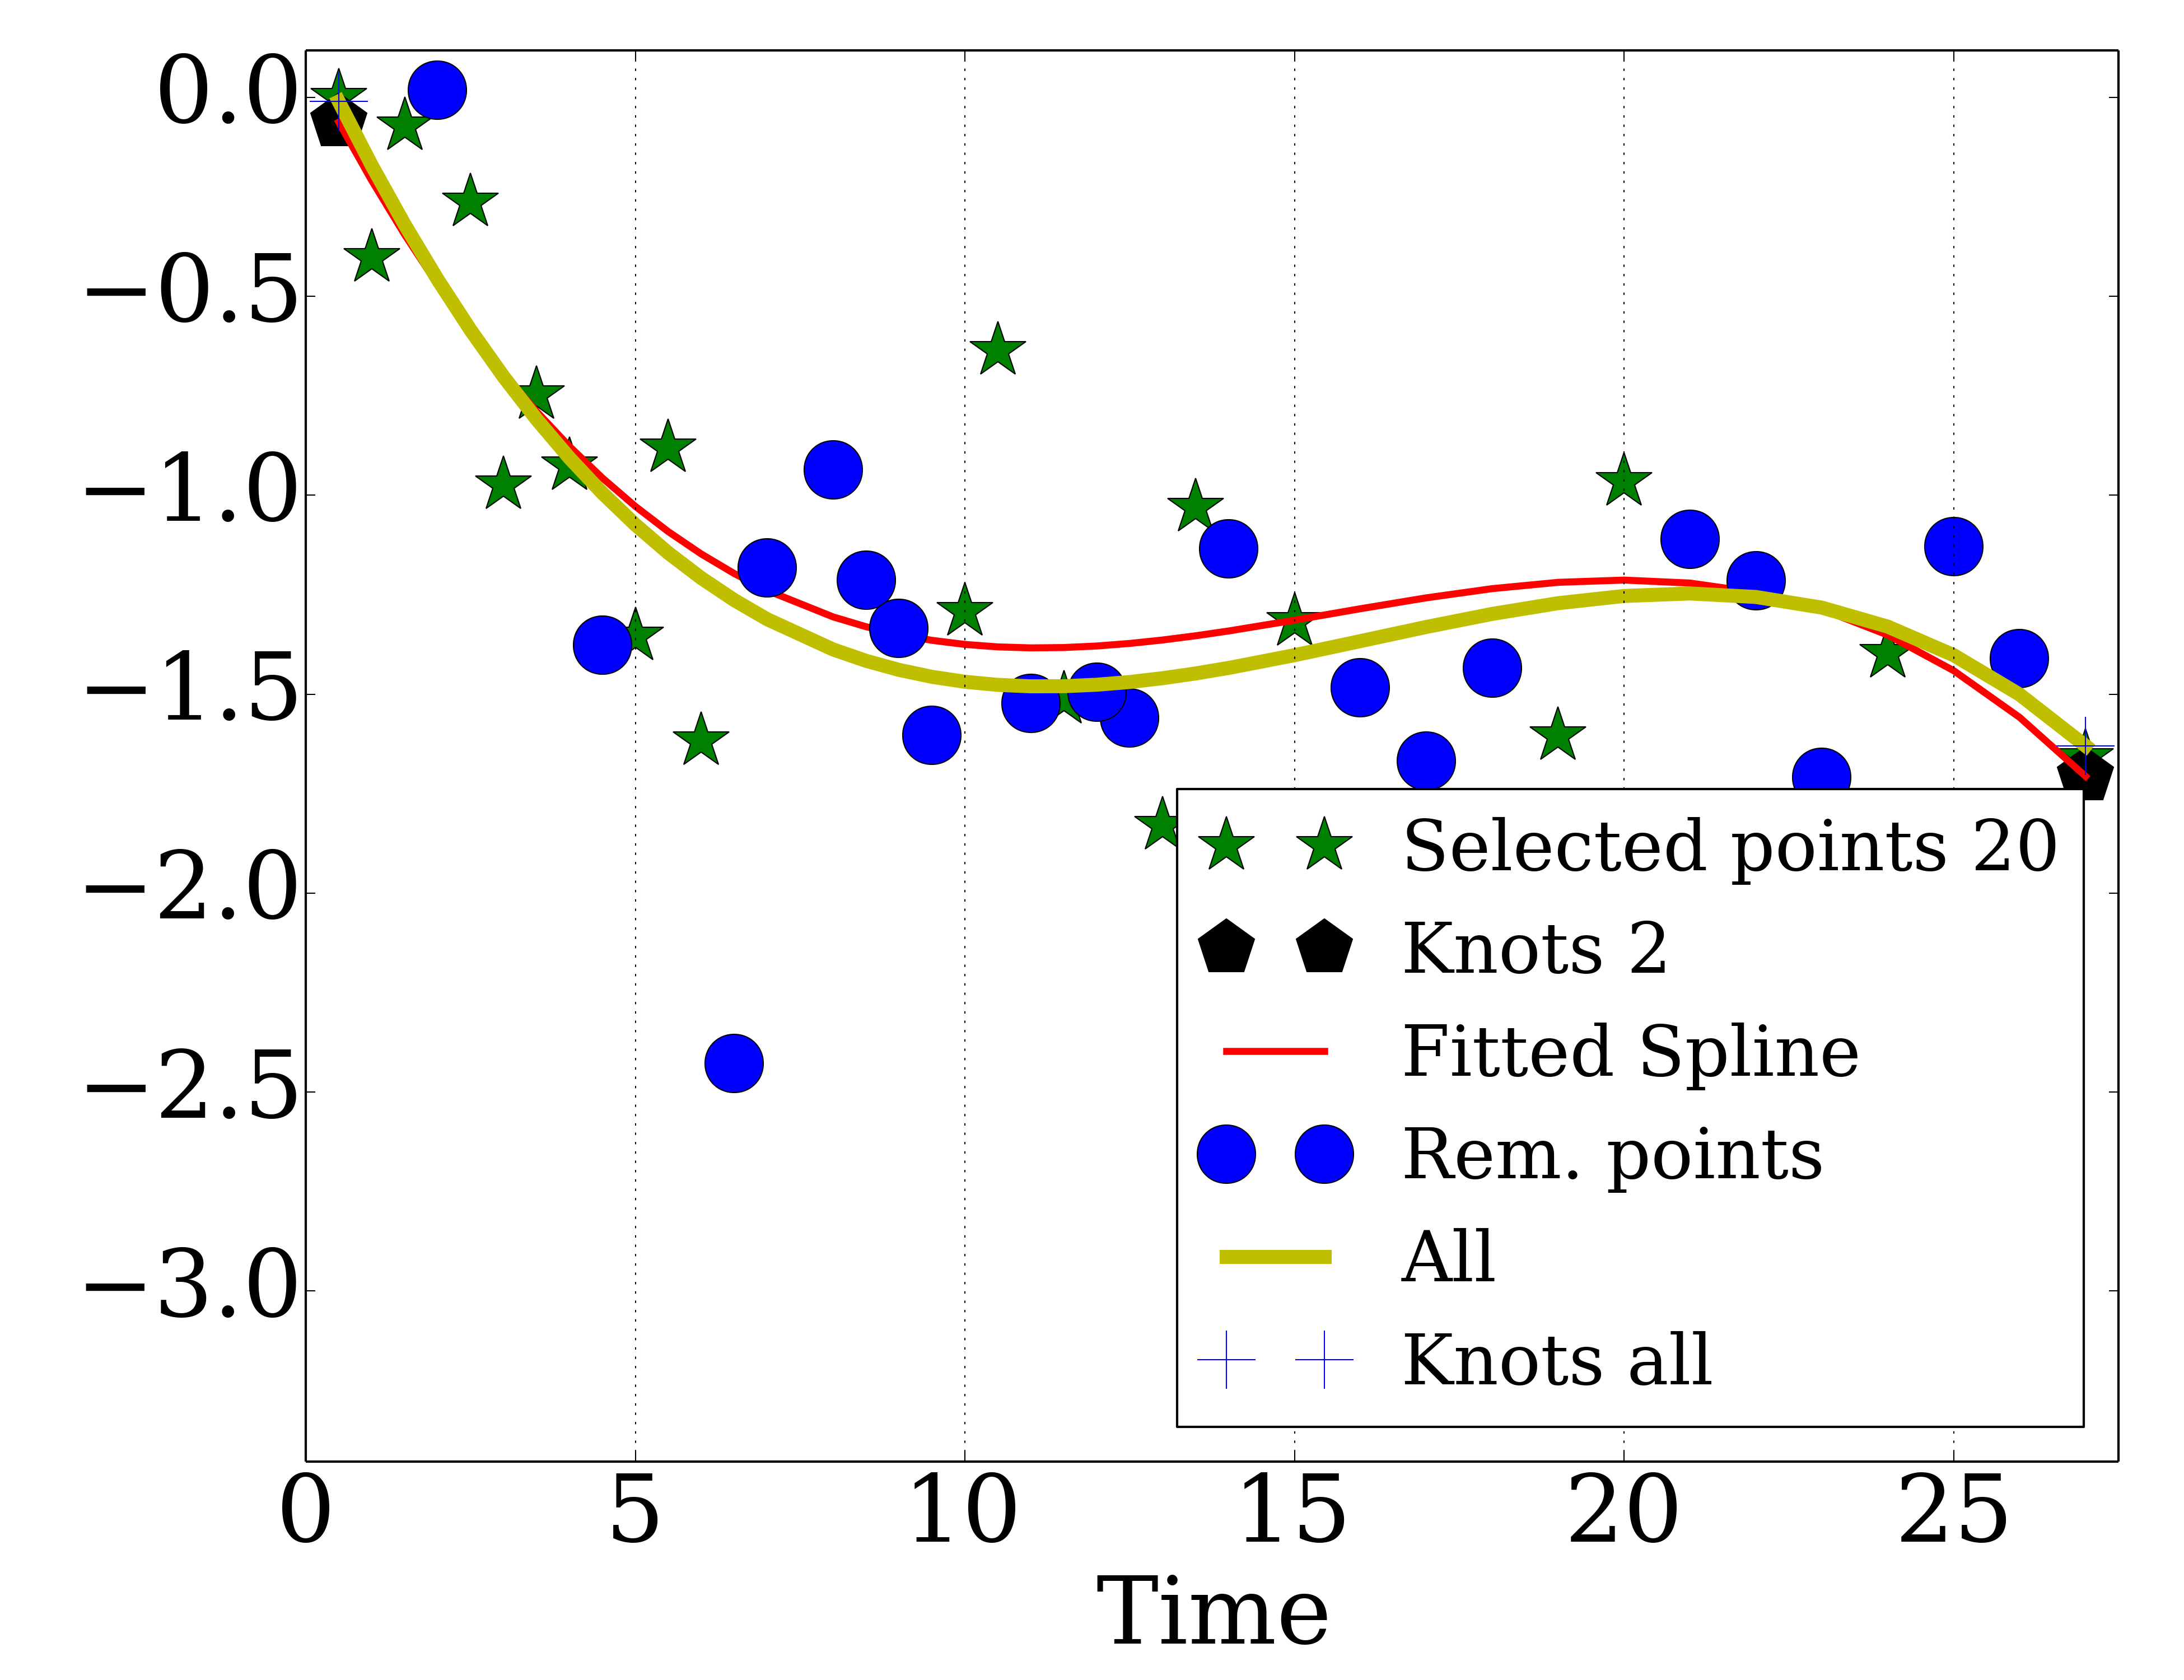 0.0
−0.5
−1.0
−1.5
−2.0
−2.5
−3.0
Selected points 20
Knots 2
Fitted Spline
Rem. points
All
Knots all
0 5 10 15 20 25
Time